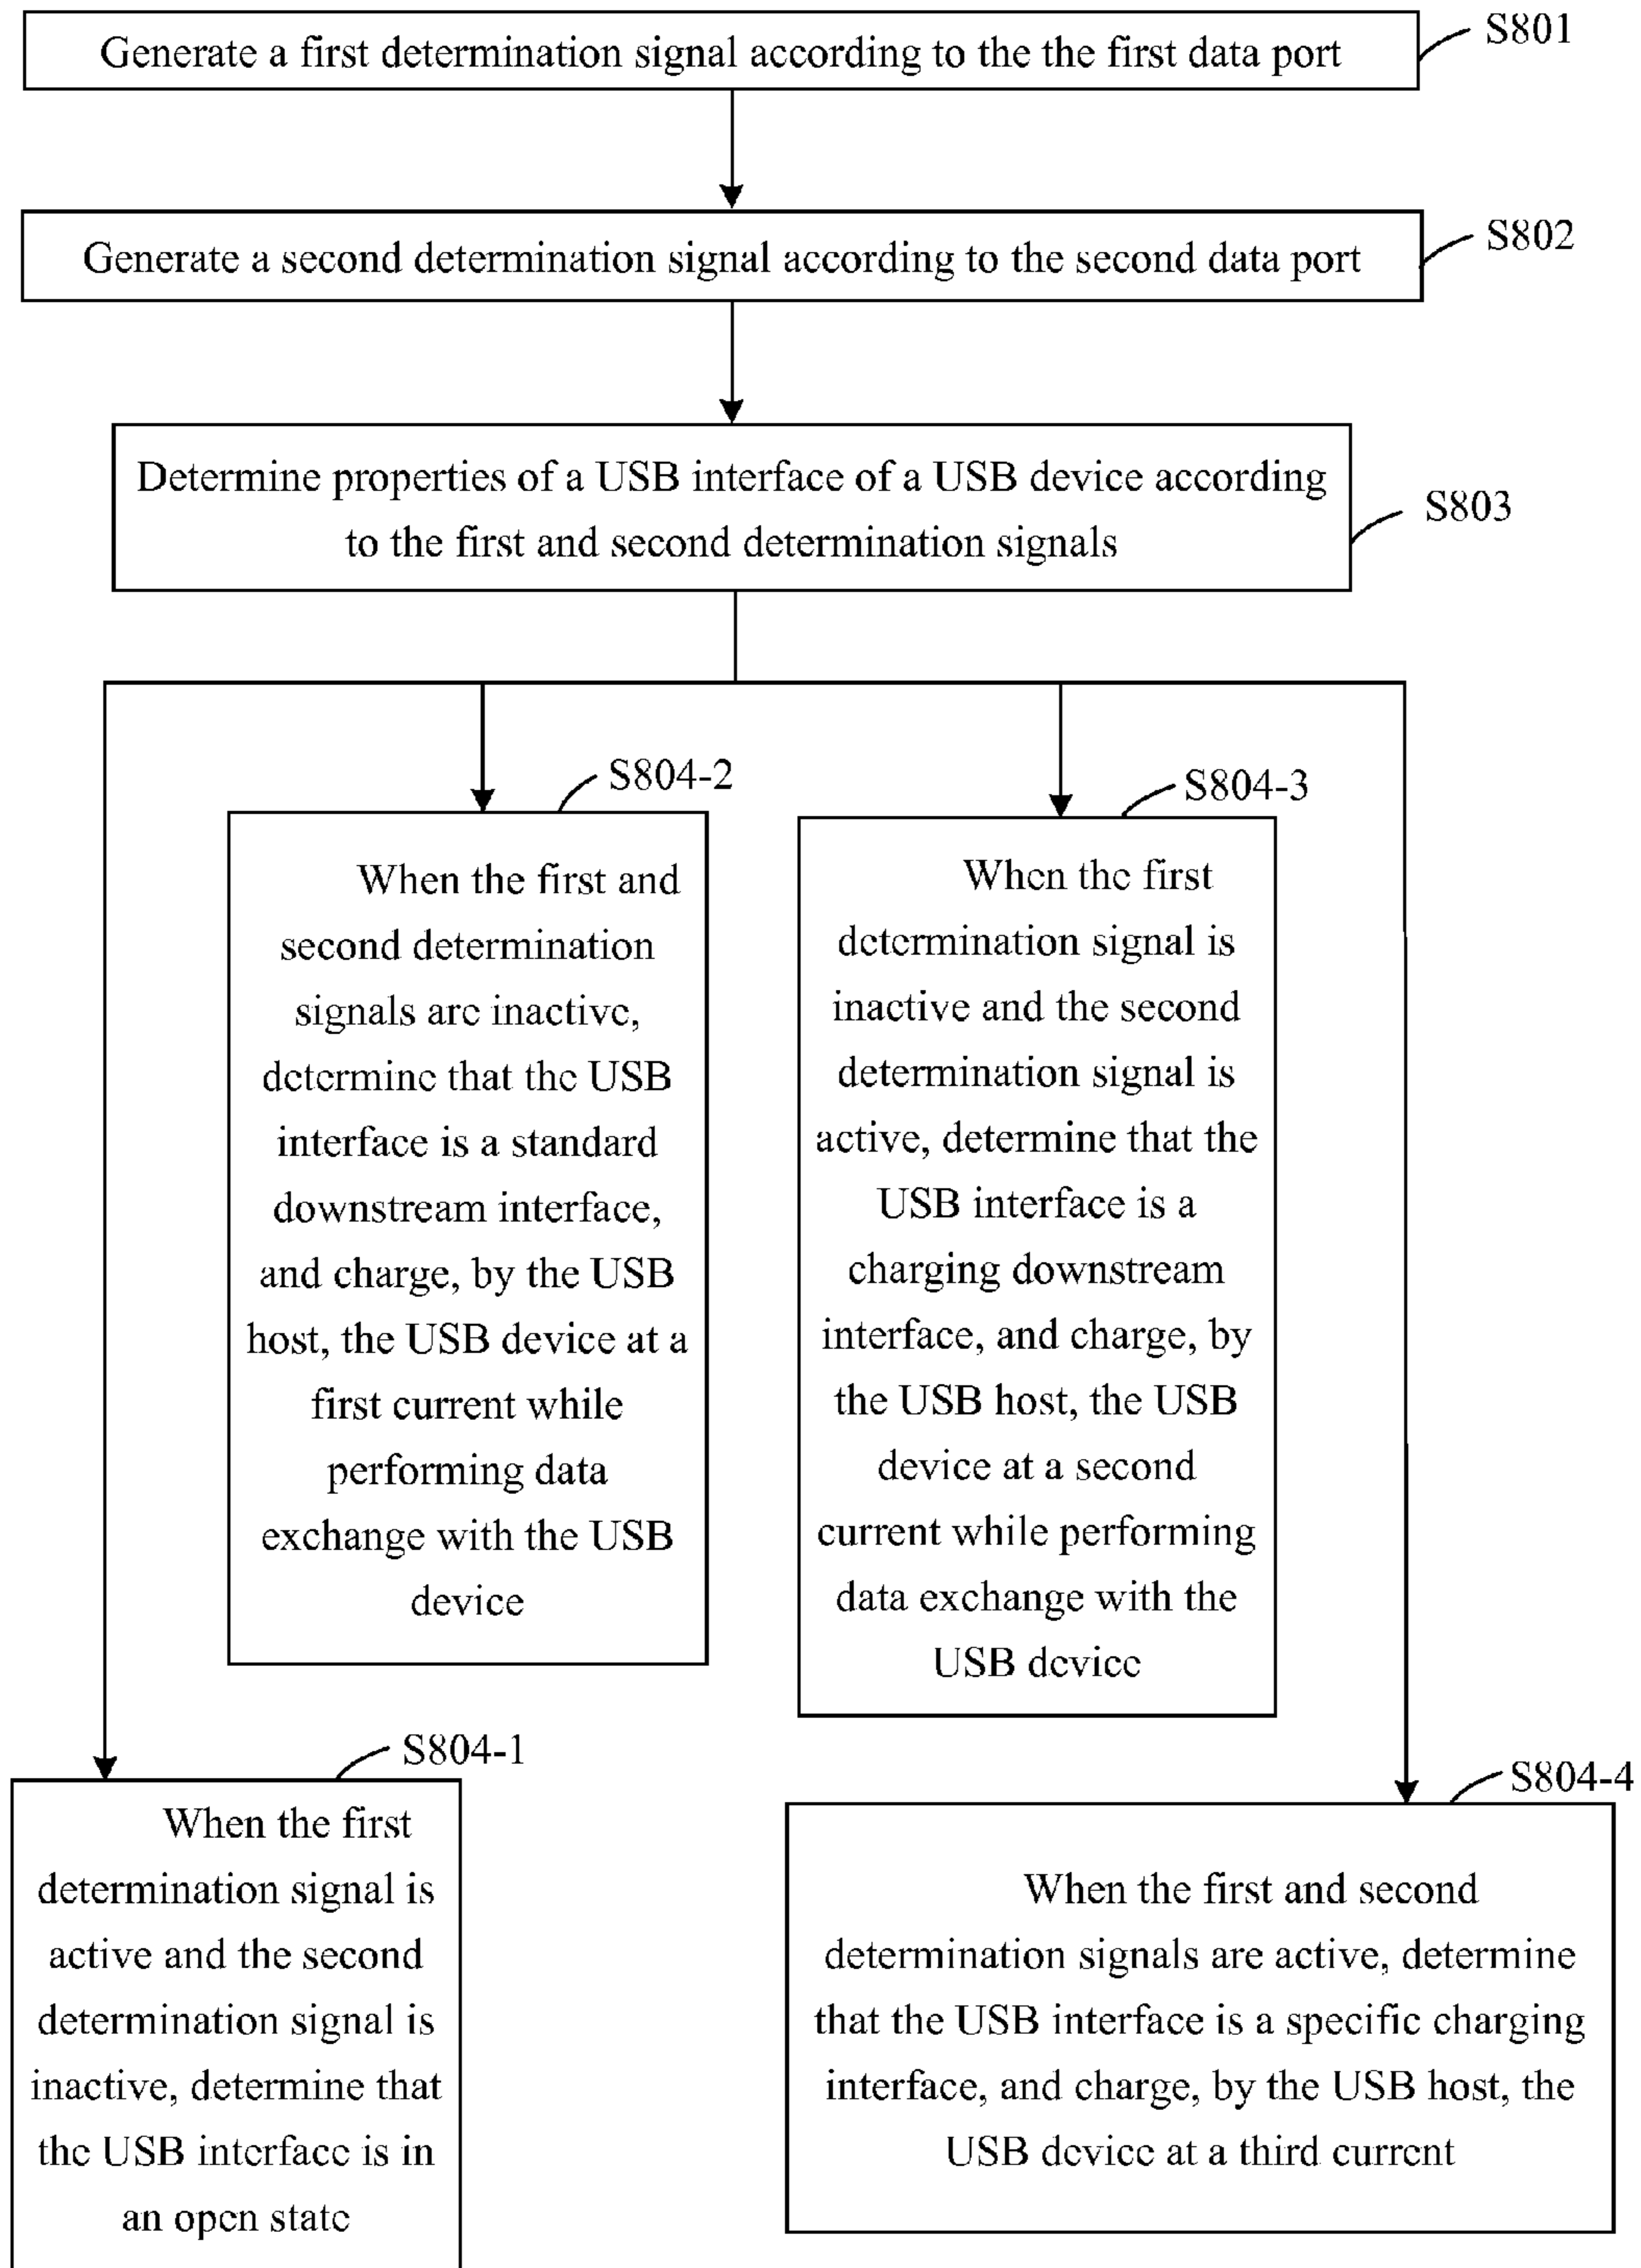 Generate a first determination signal according to the the first data port
S801
Generate a second determination signal according to the second data port
S802
Determine properties of a USB interface of a USB device according
to the first and second determination signals
S803
S804-2
When the first and
second determination
signals are inactive,
determine that the USB
interface is a standard
downstream interface,
and charge, by the USB
host, the USB device at a
first current while
performing data
exchange with the USB
device
S804-3
When the first
determination signal is
inactive and the second
determination signal is
active, determine that the
USB interface is a
charging downstream
interface, and charge, by
the USB host, the USB
device at a second
current while performing
data exchange with the
USB device
S804-1
When the first
determination signal is
active and the second
determination signal is
inactive, determine that
the USB interface is in
an open state
S804-4
When the first and second
determination signals are active, determine
that the USB interface is a specific charging
interface, and charge, by the USB host, the
USB device at a third current